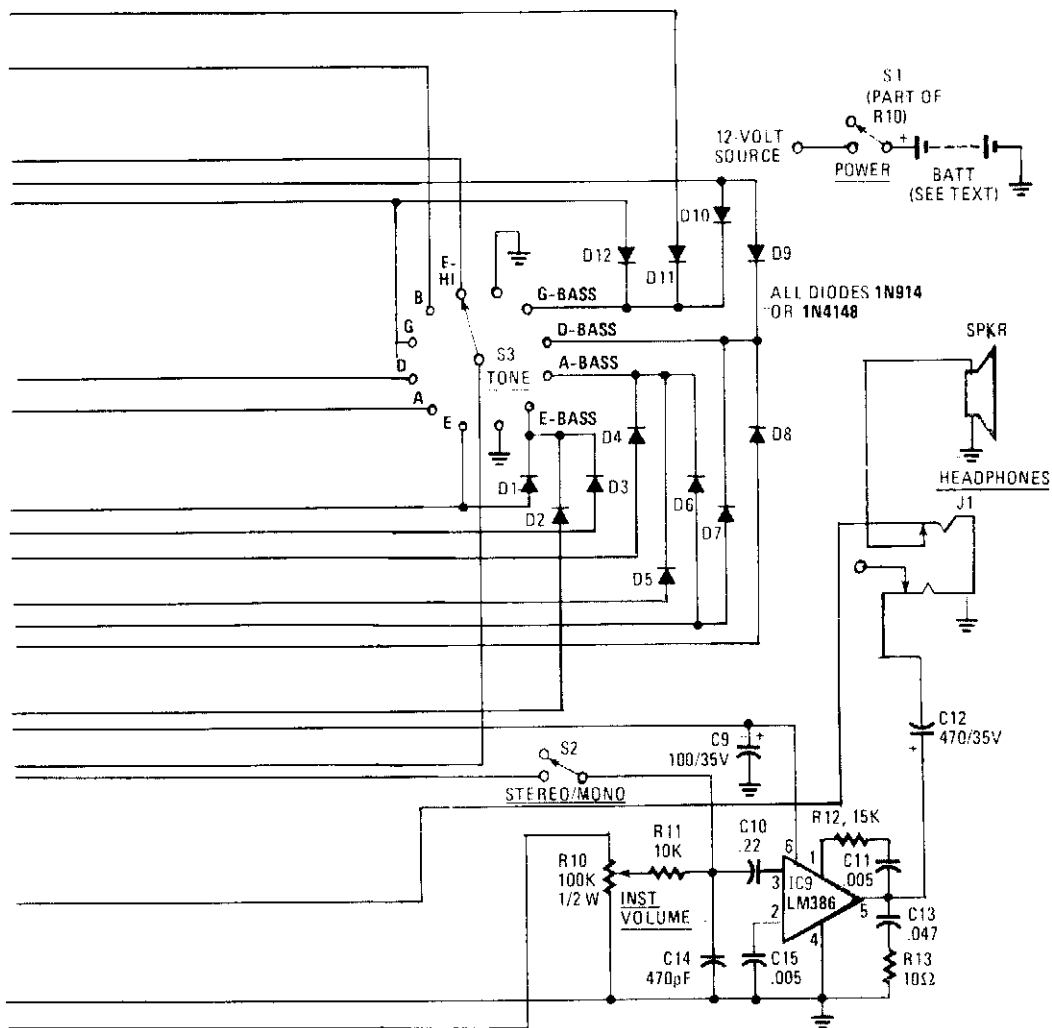 S1
(PART OF
R10)
12-VOLT
SOURCE
+
POWER
BATT
(SEE TEXT)
D10
D12
D11
D9
E-
HI
B
G-BASS
ALL DIODES 1N914
OR 1N4148
G
D-BASS
SPKR
S3
TONE
A-BASS
D
A
E
E-BASS
D4
D8
HEADPHONES
J1
D1
D3
D6
D2
D7
D5
C12
470/35V
+
C9
100/35V
+
S2
STEREO/MONO
R12, 15K
R11
10K
C10
.22
6
1
R10
100K
1/2 W
C11
.005
3
IC9
LM386
INST
VOLUME
2
5
C13
.047
4
C14
470pF
C15
.005
R13
10Ω